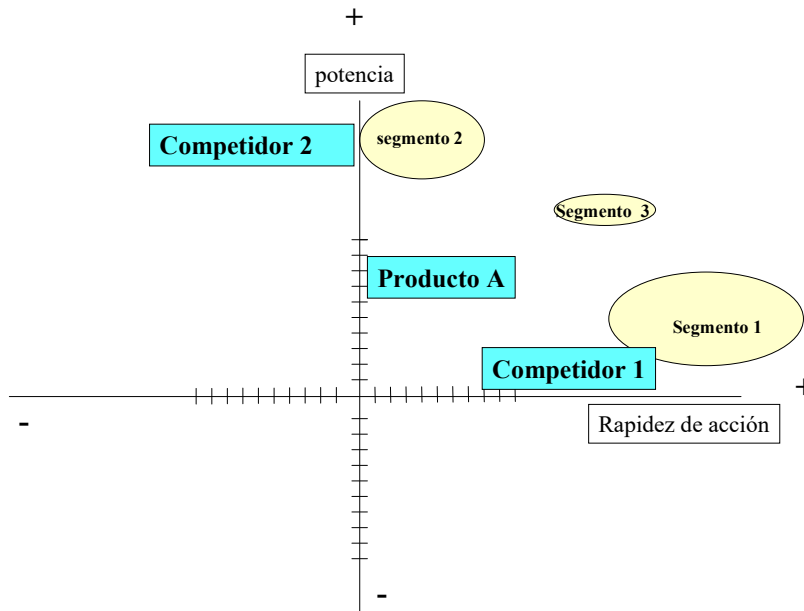 +
potencia
Competidor 2
segmento 2
Segmento 3
Producto A
Segmento 1
Competidor 1
+
-
Rapidez de acción
-